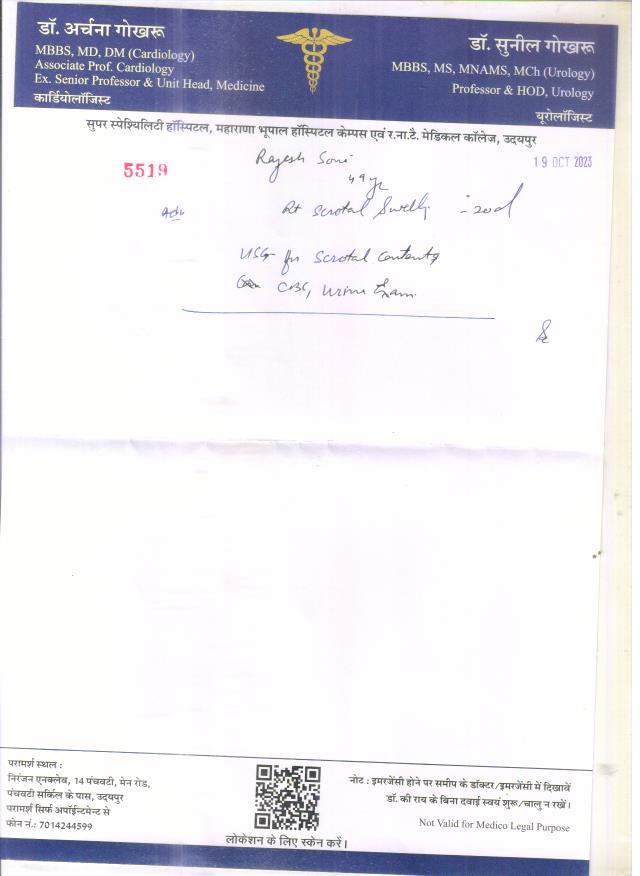 डॉ. अर्चना गोखरू
MBBS, MD, DM (Cardiology)
Associate Prof. Cardiology
Ex. Senior Professor & Unit Head, Medicine
कार्डियोलॉजिस्ट
डॉ. सुनील गोखरू
MBBS, MS, MNAMS, MCh (Urology)
Professor & HOD, Urology
यूरोलॉजिस्ट
सुपर स्पेश्यिलिटी हॉस्पिटल, महाराणा भूपाल हॉस्पिटल केम्पस एवं र.ना.टै. मेडिकल कॉलेज, उदयपुर
5519
19 OCT 2023
Rajesh Soni
49 yr
Adv
Rt Scrotal Swelly - 20d
USG for Scrotal Contents
CBC, Urine Exam.
परामर्श स्थल :
निरंजन एनक्लेव, 14 पंचवटी, मेन रोड,
पंचवटी सर्किल के पास, उदयपुर
परामर्श सिर्फ अपॉईन्टमेन्ट से
फोन नं.: 7014244599
लोकेशन के लिए स्केन करें।
नोट : इमरजेंसी होने पर समीप के डॉक्टर/इमरजेंसी में दिखावें
डॉ. की राय के बिना दवाई स्वयं शुरू/चालु न रखें।
Not Valid for Medico Legal Purpose